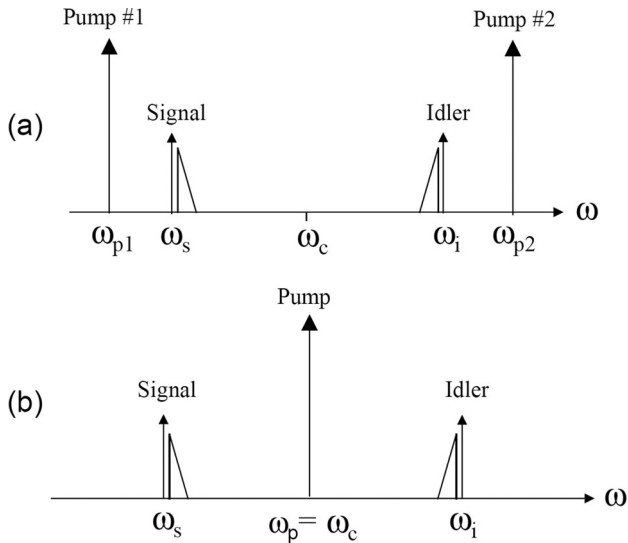 Pump #1
Pump #2
(a)
Signal
Idler
ω
ωp1
ωs
ωc
ωi
ωp2
Pump
(b)
Signal
Idler
ω
ωs
ωp = ωc
ωi